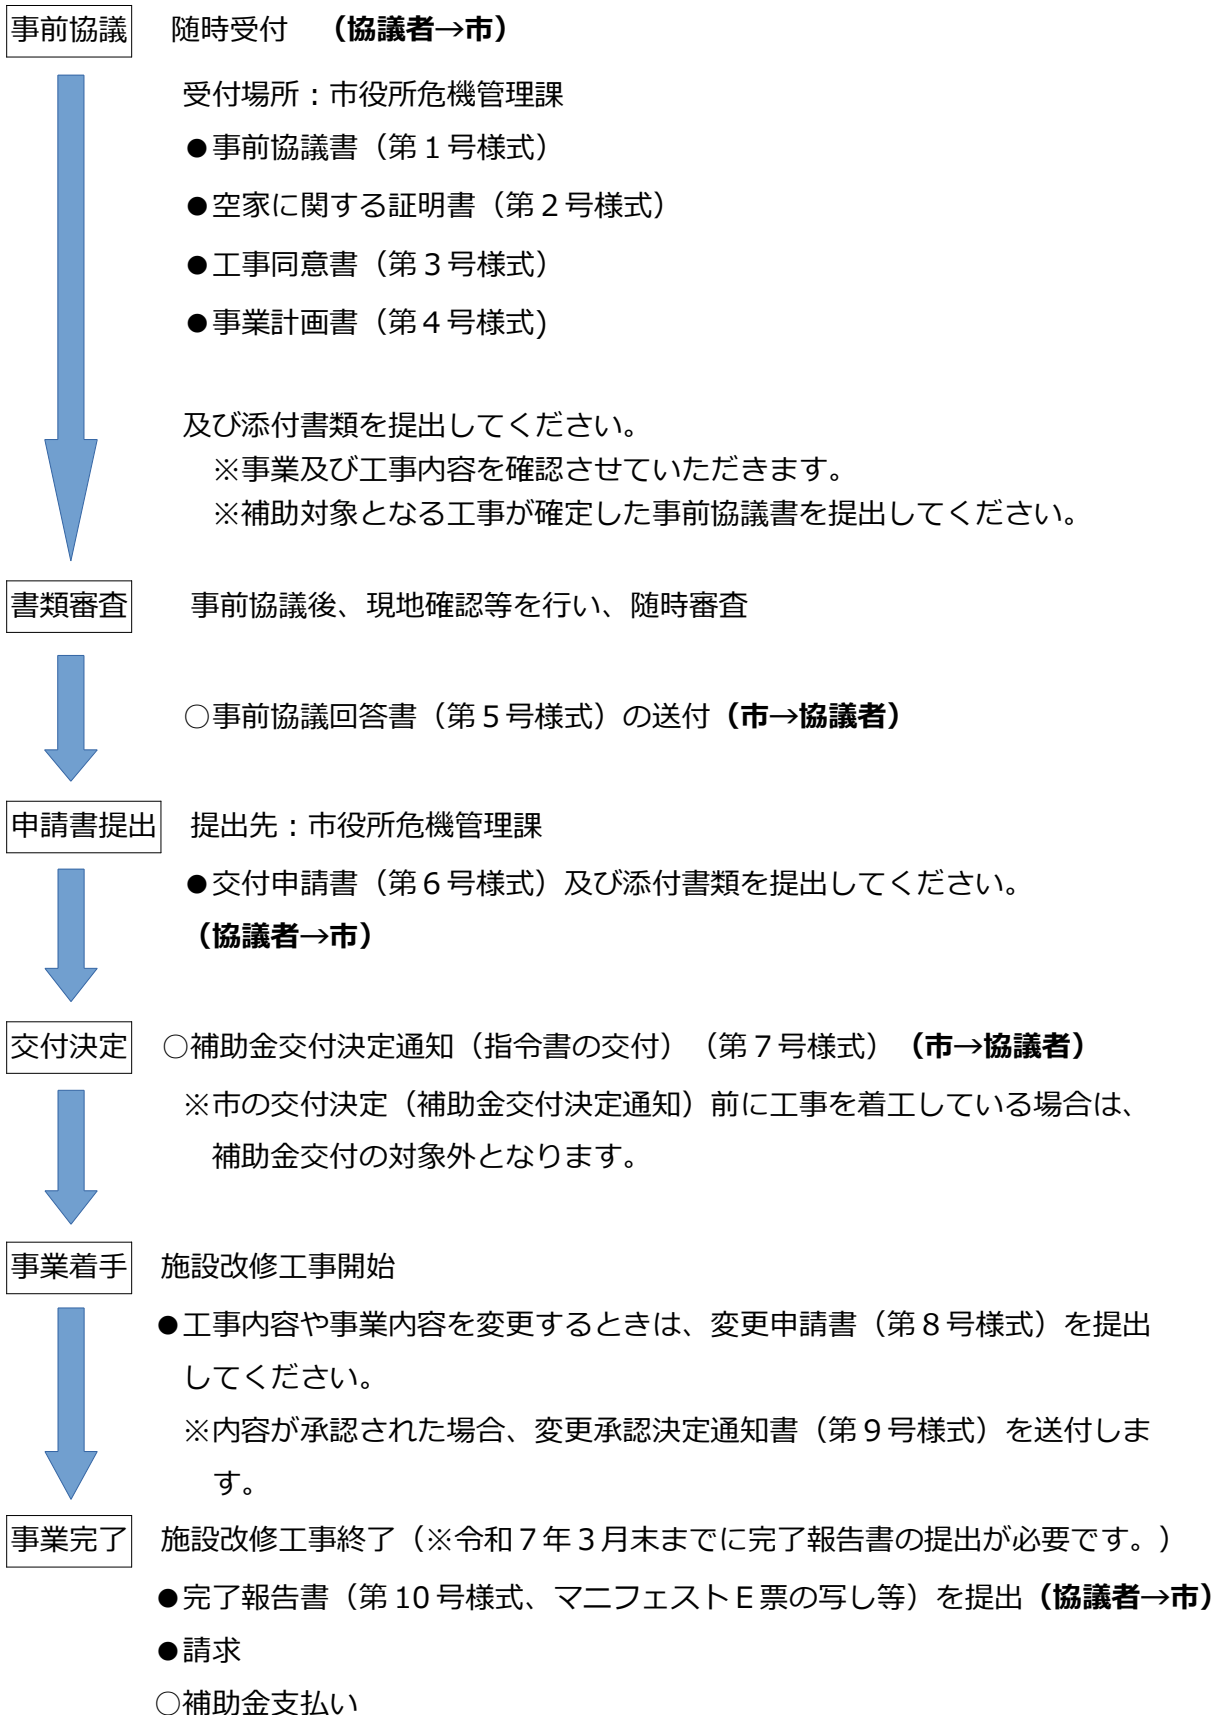 事前協議　随時受付　（協議者→市）
受付場所：市役所危機管理課
●事前協議書（第１号様式）
●空家に関する証明書（第２号様式）
●工事同意書（第３号様式）
●事業計画書（第４号様式)
及び添付書類を提出してください。
※事業及び工事内容を確認させていただきます。
※補助対象となる工事が確定した事前協議書を提出してください。
書類審査　事前協議後、現地確認等を行い、随時審査
○事前協議回答書（第５号様式）の送付（市→協議者）
申請書提出　提出先：市役所危機管理課
●交付申請書（第６号様式）及び添付書類を提出してください。
（協議者→市）
交付決定　○補助金交付決定通知（指令書の交付）（第７号様式）（市→協議者）
※市の交付決定（補助金交付決定通知）前に工事を着工している場合は、
補助金交付の対象外となります。
事業着手　施設改修工事開始
●工事内容や事業内容を変更するときは、変更申請書（第８号様式）を提出
してください。
※内容が承認された場合、変更承認決定通知書（第９号様式）を送付しま
す。
事業完了　施設改修工事終了（※令和７年３月末までに完了報告書の提出が必要です。）
●完了報告書（第10号様式、マニフェストＥ票の写し等）を提出（協議者→市）
●請求
○補助金支払い